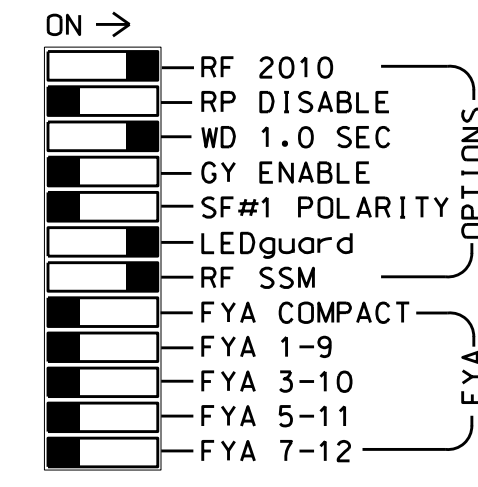 ON →
RF 2010
RP DISABLE
WD 1.0 SEC
GY ENABLE
SF#1 POLARITY
LEDguard
RF SSM
OPTIONS
FYA COMPACT
FYA 1-9
FYA 3-10
FYA 5-11
FYA 7-12
FYA